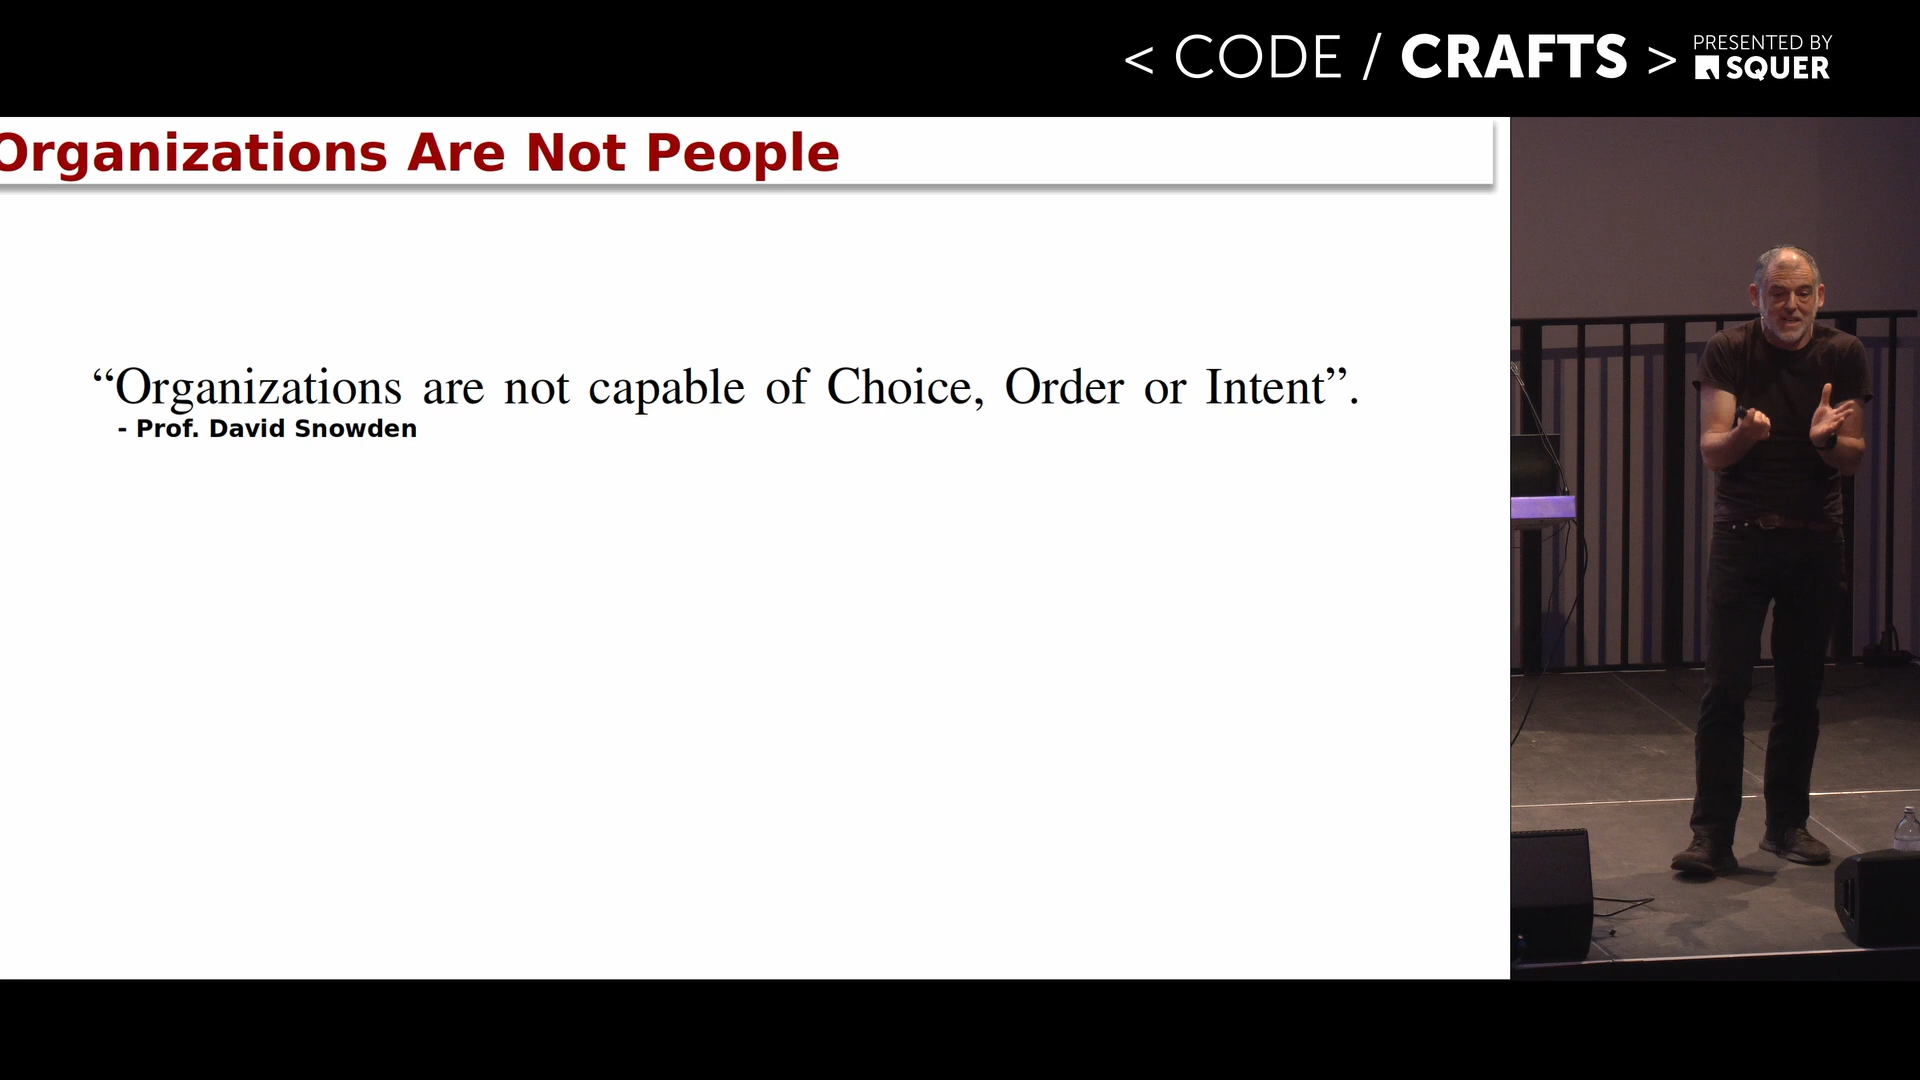 < CODE / CRAFTS >
PRESENTED BY
SQUER
Organizations Are Not People
“Organizations are not capable of Choice, Order or Intent”.
- Prof. David Snowden